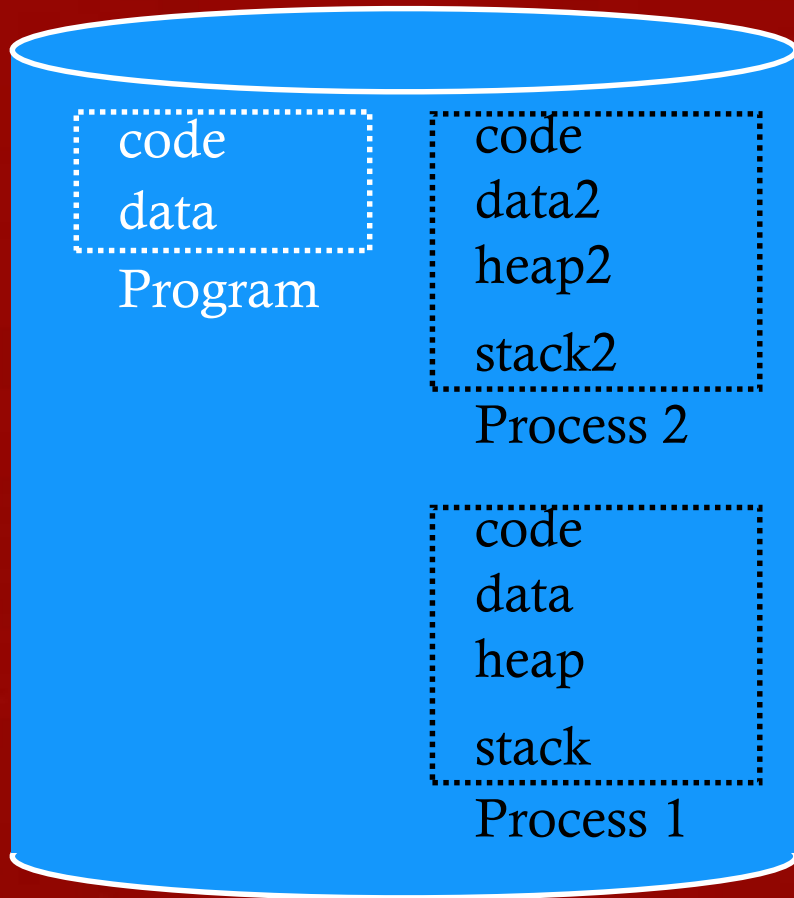 code
data
Program
code
data2
heap2
stack2
Process 2
code
data
heap
stack
Process 1